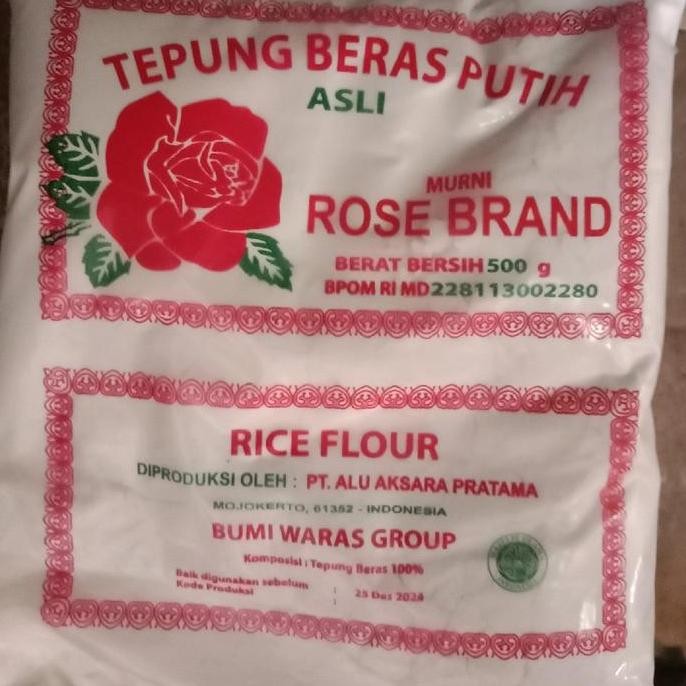 TEPUNG BERAS PUTIH
ASLI
MURNI
ROSE BRAND
BERAT BERSIH 500 g
BPOM RI MD 228113002280
RICE FLOUR
DIPRODUKSI OLEH : PT. ALU AKSARA PRATAMA
MOJOKERTO, 61352 - INDONESIA
BUMI WARAS GROUP
Komposisi : Tepung Beras 100%
Baik digunakan sebelum : 25 Des 2024
Kode Produksi :